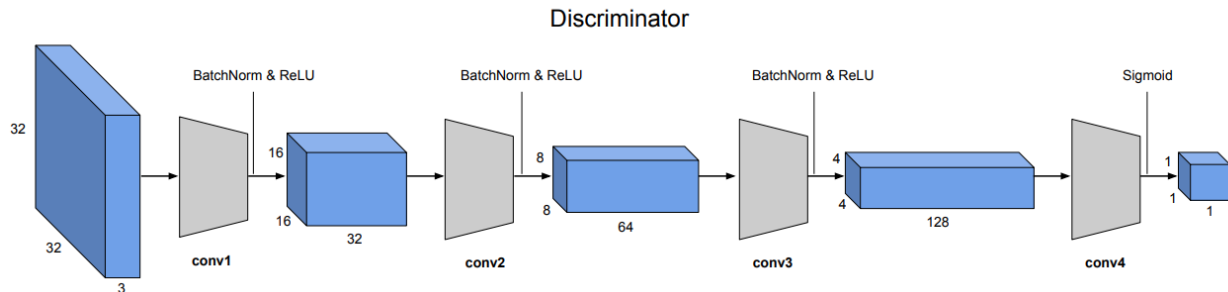 Discriminator
BatchNorm & ReLU
BatchNorm & ReLU
BatchNorm & ReLU
Sigmoid
32
32
3
conv1
16
16
32
conv2
8
8
64
conv3
4
4
128
conv4
1
1
1